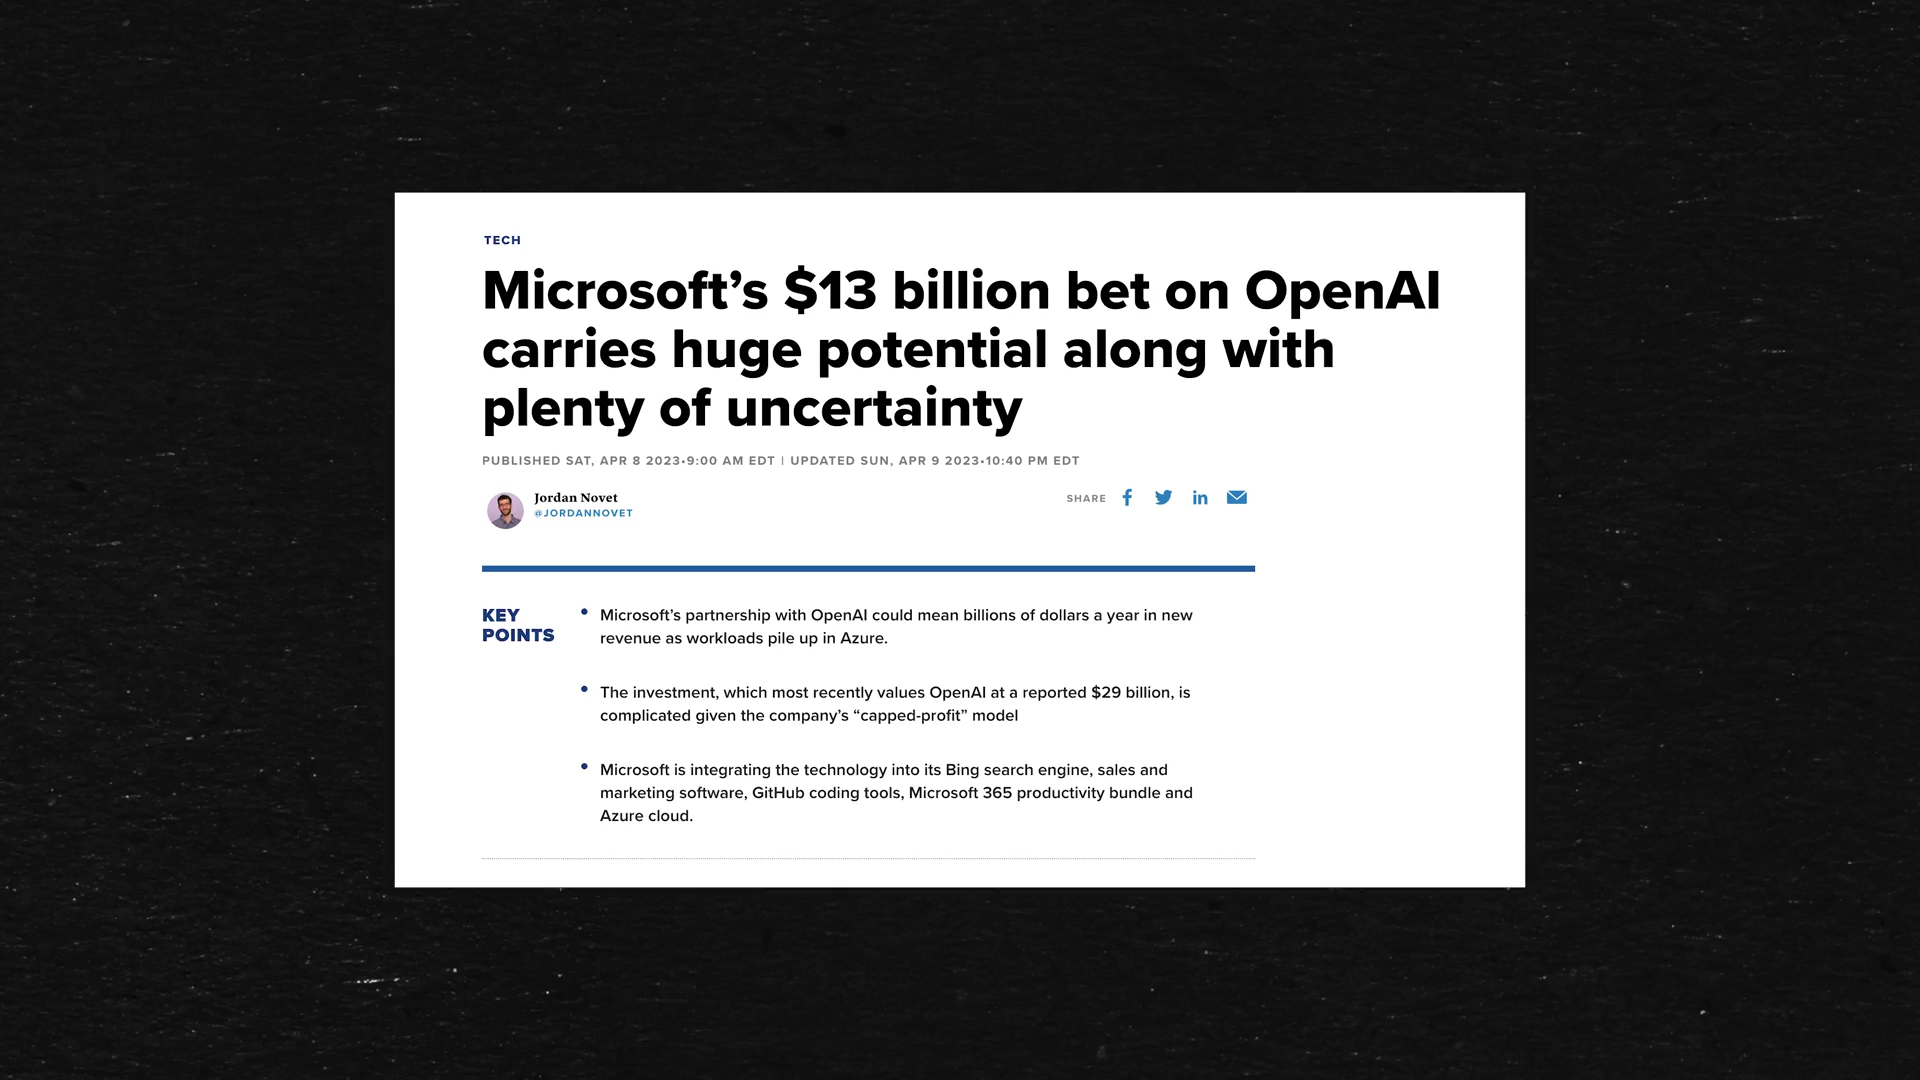 TECH
Microsoft’s $13 billion bet on OpenAI
carries huge potential along with
plenty of uncertainty
PUBLISHED SAT, APR 8 2023•9:00 AM EDT | UPDATED SUN, APR 9 2023•10:40 PM EDT
Jordan Novet
@JORDANNOVET
SHARE
KEY
POINTS
• Microsoft’s partnership with OpenAI could mean billions of dollars a year in new
revenue as workloads pile up in Azure.
• The investment, which most recently values OpenAI at a reported $29 billion, is
complicated given the company’s “capped-profit” model
• Microsoft is integrating the technology into its Bing search engine, sales and
marketing software, GitHub coding tools, Microsoft 365 productivity bundle and
Azure cloud.